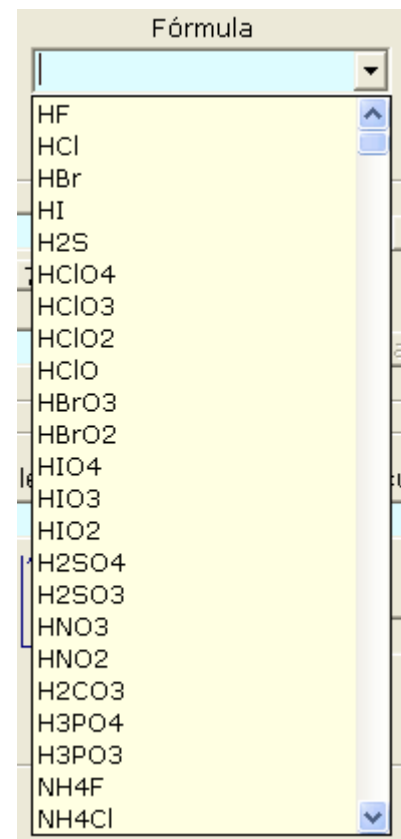 Fórmula
HF
HCl
HBr
HI
H2S
HClO4
HClO3
HClO2
HClO
HBrO3
HBrO2
HIO4
HIO3
HIO2
H2SO4
H2SO3
HNO3
HNO2
H2CO3
H3PO4
H3PO3
NH4F
NH4Cl